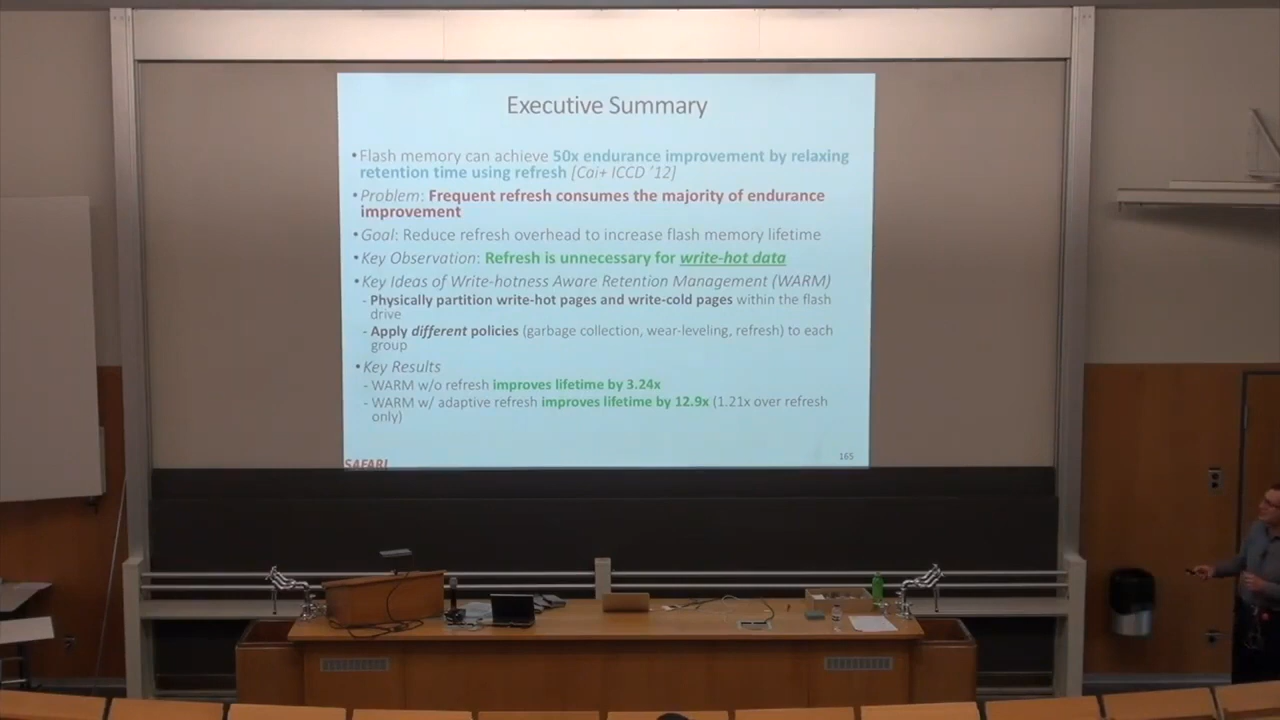 Executive Summary
• Flash memory can achieve 50x endurance improvement by relaxing
retention time using refresh [Cai+ ICCD ’12]
• Problem: Frequent refresh consumes the majority of endurance
improvement
• Goal: Reduce refresh overhead to increase flash memory lifetime
• Key Observation: Refresh is unnecessary for write-hot data
• Key Ideas of Write-hotness Aware Retention Management (WARM)
- Physically partition write-hot pages and write-cold pages within the flash
drive
- Apply different policies (garbage collection, wear-leveling, refresh) to each
group
• Key Results
- WARM w/o refresh improves lifetime by 3.24x
- WARM w/ adaptive refresh improves lifetime by 12.9x (1.21x over refresh
only)
SAFARI
165